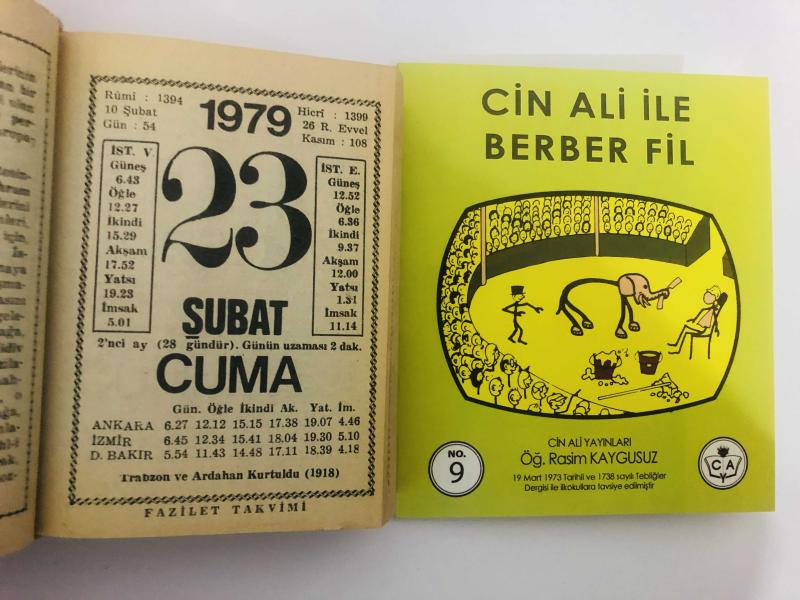 Rûmî : 1394
10 Şubat
Gün : 54
1979
Hicrî : 1399
26 R. Evvel
Kasım : 108
İST. V
Güneş
6.43
Öğle
12.27
İkindi
15.29
Akşam
17.52
Yatsı
19.23
İmsak
5.01
23
İST. E.
Güneş
12.52
Öğle
6.36
İkindi
9.37
Akşam
12.00
Yatsı
1.31
İmsak
11.14
ŞUBAT
2'nci ay (28 gündür). Günün uzaması 2 dak.
CUMA
Gün. Öğle İkindi Ak. Yat. İm.
ANKARA 6.27 12.12 15.15 17.38 19.07 4.46
İZMİR 6.45 12.34 15.41 18.04 19.30 5.10
D. BAKIR 5.54 11.43 14.48 17.11 18.39 4.18
Trabzon ve Ardahan Kurtuldu (1918)
FAZİLET TAKVİMİ
CİN ALİ İLE
BERBER FİL
CİN ALİ YAYINLARI
Öğ. Rasim KAYGUSUZ
19 Mart 1973 Tarihli ve 1738 sayılı Tebliğler
Dergisi ile ilkokullara tavsiye edilmiştir
NO.
9
C A
Y